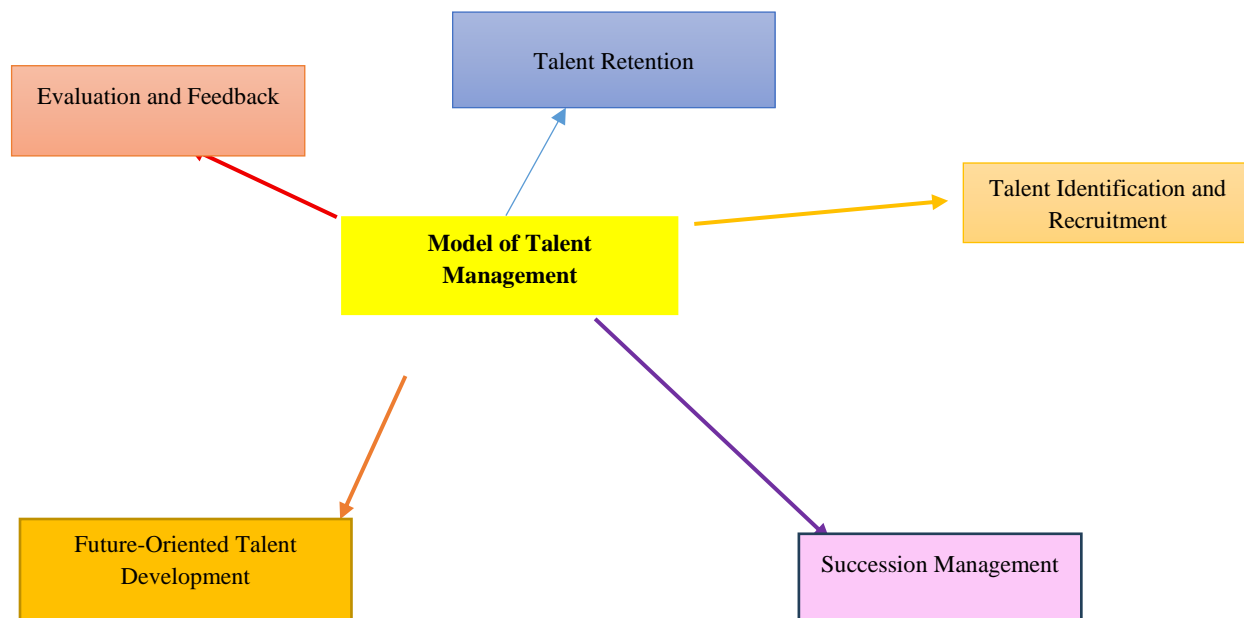 Talent Retention
Evaluation and Feedback
Talent Identification and
Recruitment
Model of Talent
Management
Future-Oriented Talent
Development
Succession Management